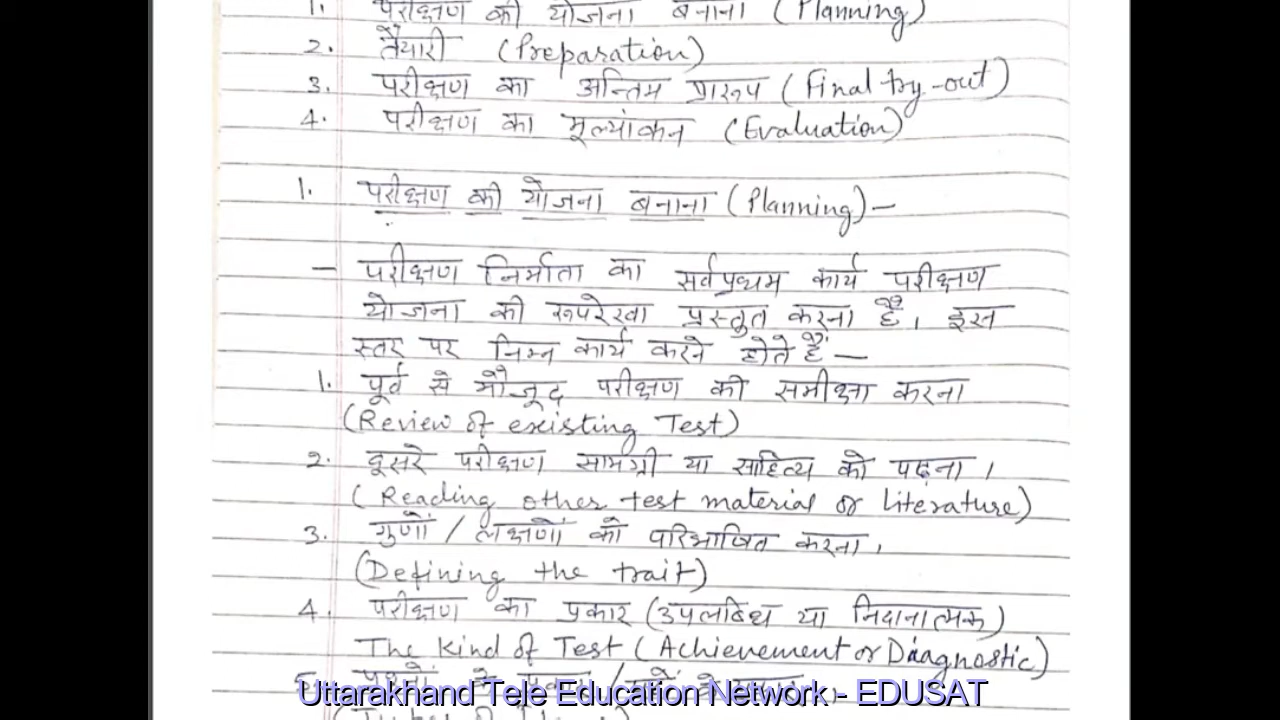 1. परीक्षण की योजना बनाना (Planning)
2. तैयारी (Preparation)
3. परीक्षण का अन्तिम प्रारूप (Final try-out)
4. परीक्षण का मूल्यांकन (Evaluation)
1. परीक्षण की योजना बनाना (Planning) –
– परीक्षण निर्माता का सर्वप्रथम कार्य परीक्षण
योजना की रूपरेखा प्रस्तुत करना है। इस
स्तर पर निम्न कार्य करने होते हैं –
1. पूर्व से मौजूद परीक्षण की समीक्षा करना
(Review of existing Test)
2. दूसरे परीक्षण सामग्री या साहित्य को पढ़ना।
(Reading other test material or Literature)
3. गुणों / लक्षणों को परिभाषित करना।
(Defining the trait)
4. परीक्षण का प्रकार (उपलब्धि या निदानात्मक)
The Kind of Test (Achievement or Diagnostic)
5.
Uttarakhand Tele Education Network - EDUSAT